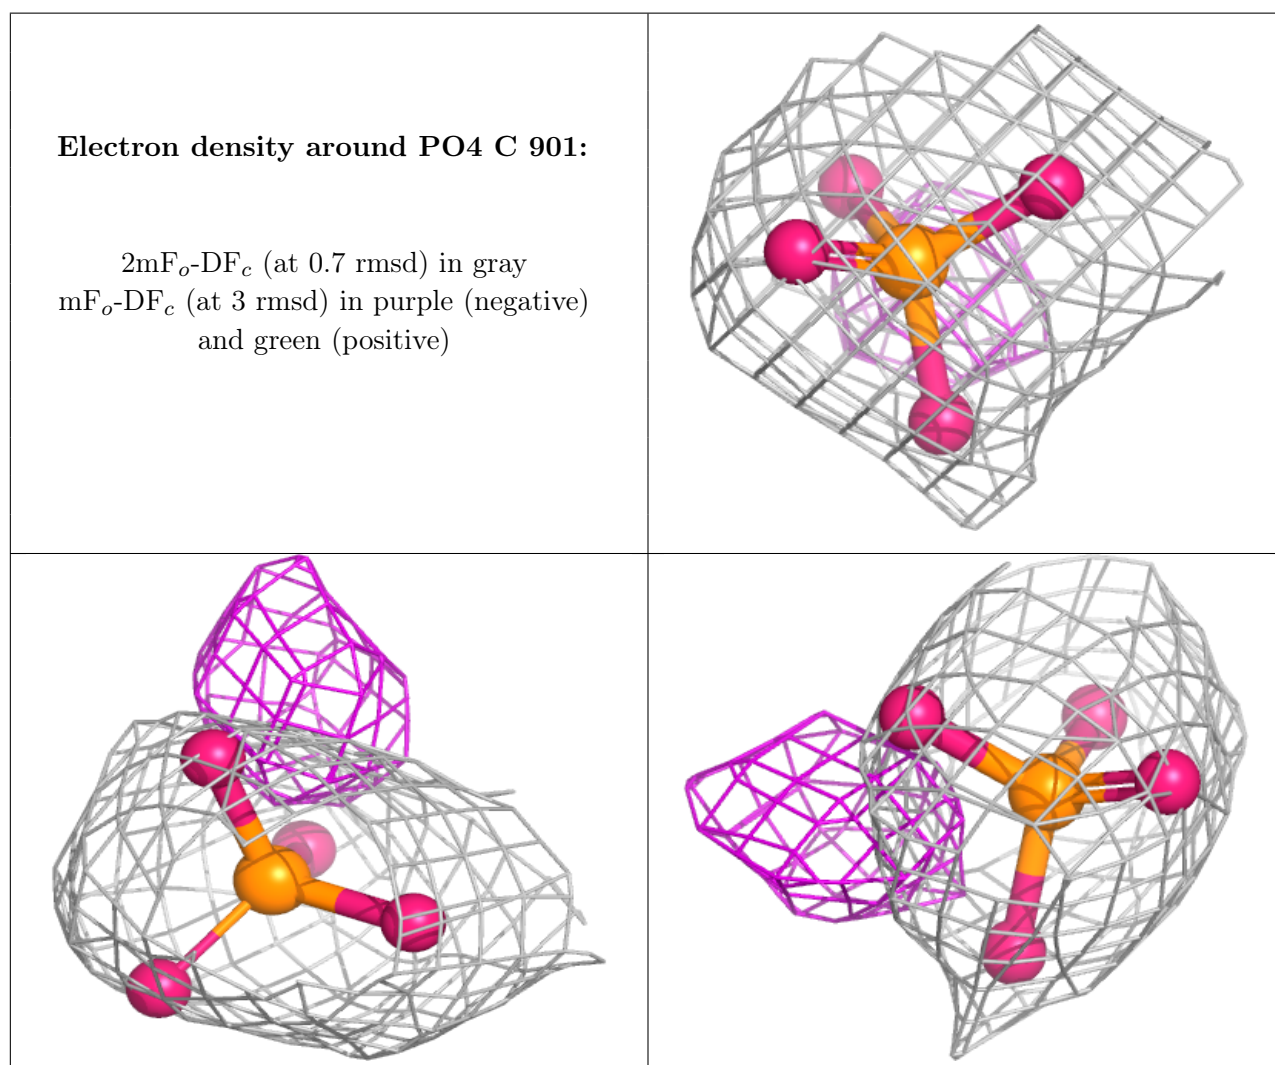 Electron density around PO4 C 901:
2mFo-DFc (at 0.7 rmsd) in gray
mFo-DFc (at 3 rmsd) in purple (negative)
and green (positive)